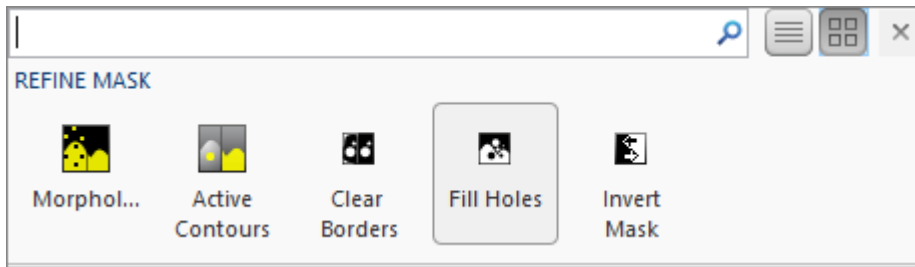 REFINE MASK
Morphol...
Active
Contours
Clear
Borders
Fill Holes
Invert
Mask